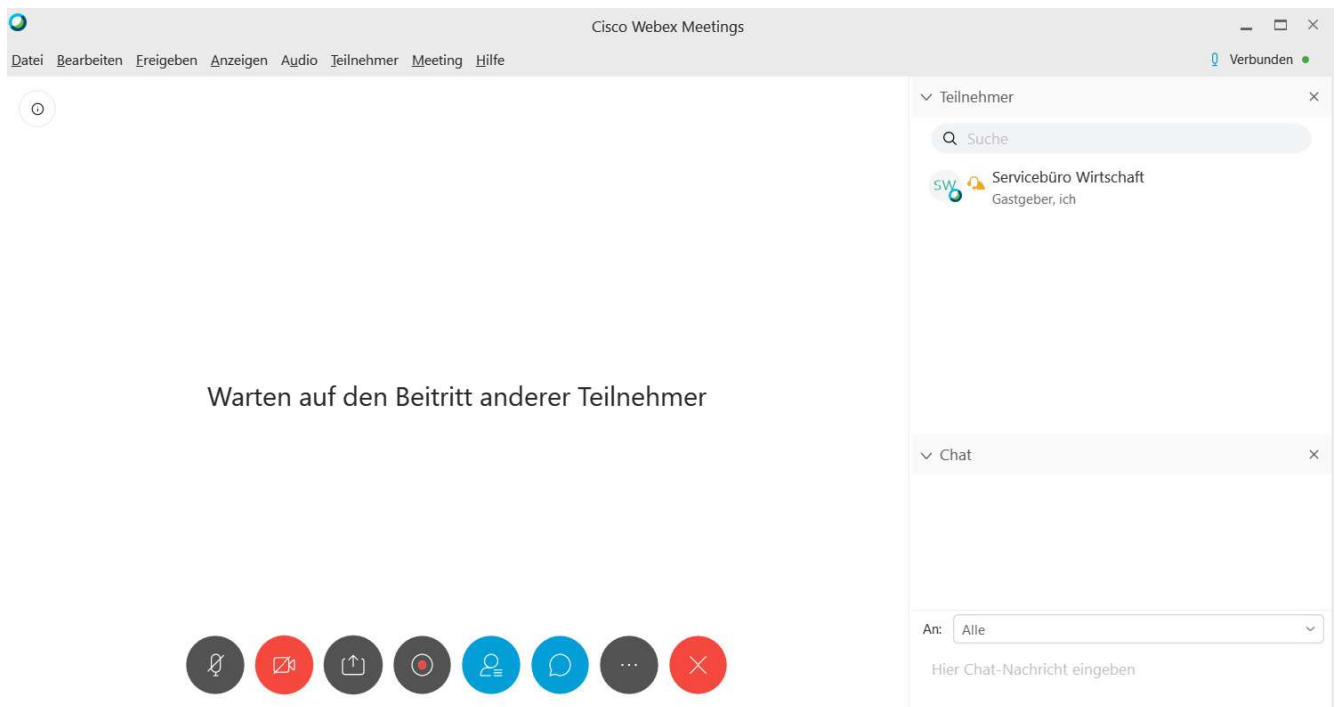 Cisco Webex Meetings
Datei Bearbeiten Freigeben Anzeigen Audio Teilnehmer Meeting Hilfe
Verbunden
Teilnehmer
Suche
SW
Servicebüro Wirtschaft
Gastgeber, ich
Warten auf den Beitritt anderer Teilnehmer
Chat
An: Alle
Hier Chat-Nachricht eingeben